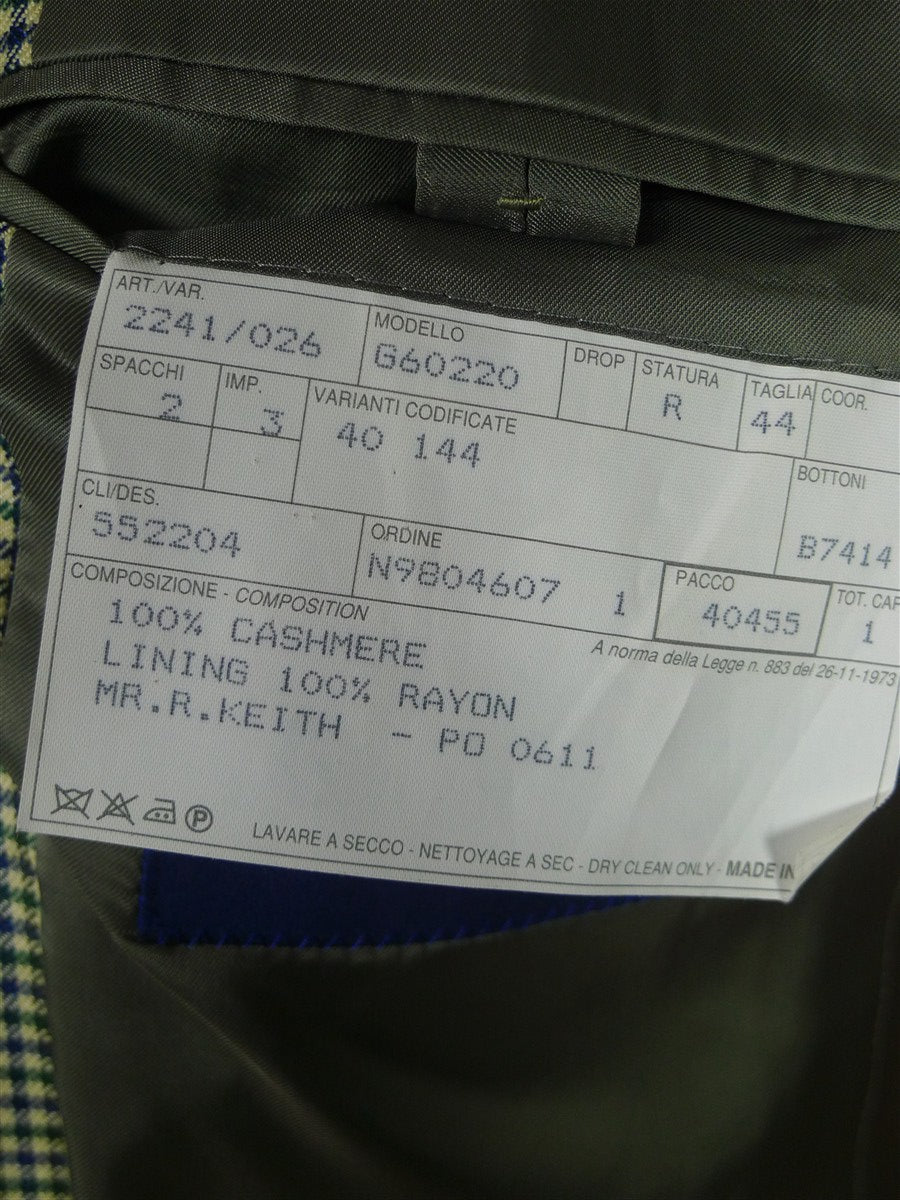 ART./VAR. MODELLO DROP STATURA TAGLIA COOR.
2241/026 G60220 R 44
SPACCHI IMP. VARIANTI CODIFICATE BOTTONI
2 3 40 144 B7414
CLI/DES. ORDINE PACCO TOT. CAP
552204 N9804607 1 40455 1
COMPOSIZIONE - COMPOSITION
A norma della Legge n. 883 del 26-11-1973
100% CASHMERE
LINING 100% RAYON
MR.R.KEITH - PO 0611
P
LAVARE A SECCO - NETTOYAGE A SEC - DRY CLEAN ONLY - MADE IN